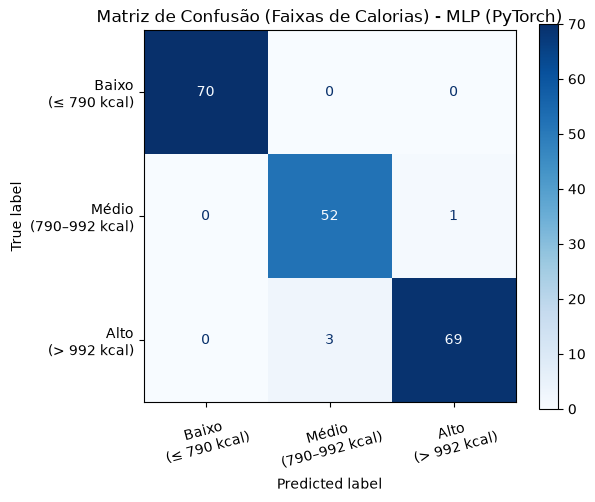 Matriz de Confusão (Faixas de Calorias) - MLP (PyTorch)
True label
Baixo
(≤ 790 kcal)
70
0
0
Médio
(790–992 kcal)
0
52
1
Alto
(> 992 kcal)
0
3
69
Baixo
(≤ 790 kcal)
Médio
(790–992 kcal)
Alto
(> 992 kcal)
Predicted label
70
60
50
40
30
20
10
0